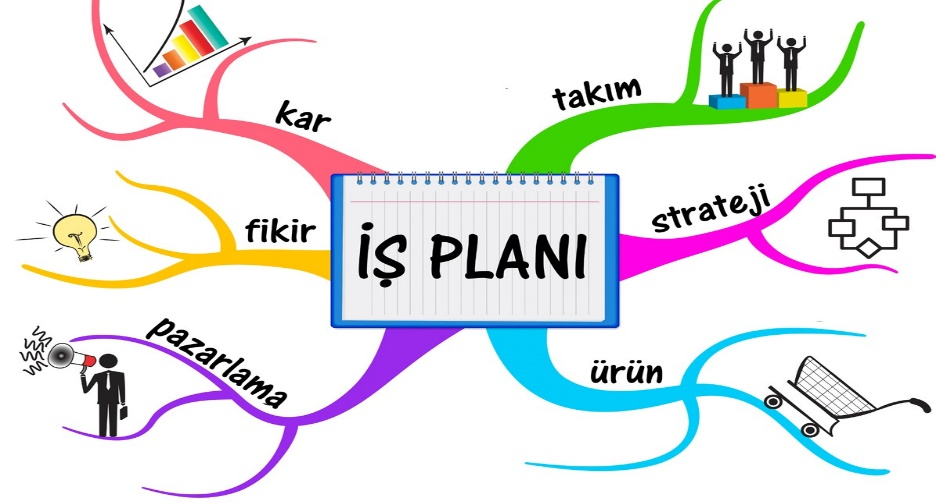 kar
takım
fikir
İŞ PLANI
strateji
pazarlama
ürün